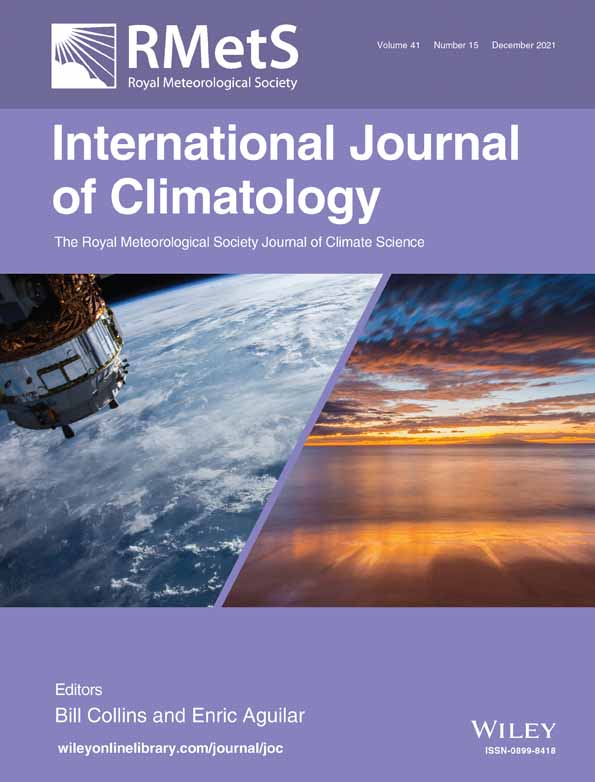 RMetS
Royal Meteorological Society
Volume 41 Number 15 December 2021
International Journal
of Climatology
The Royal Meteorological Society Journal of Climate Science
Editors
Bill Collins and Enric Aguilar
wileyonlinelibrary.com/journal/joc
WILEY
ISSN-0899-8418